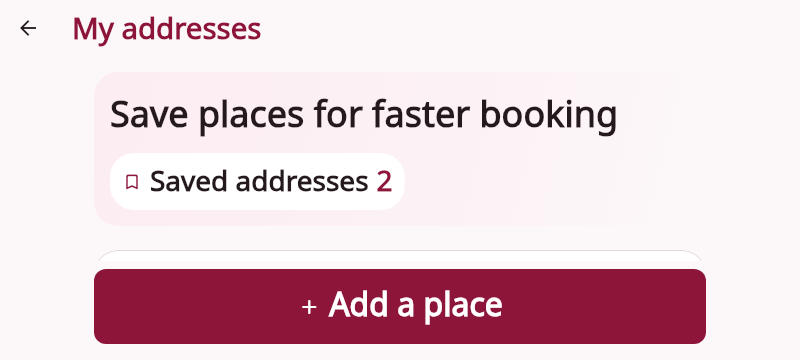 My addresses
Save places for faster booking
Saved addresses 2
+ Add a place